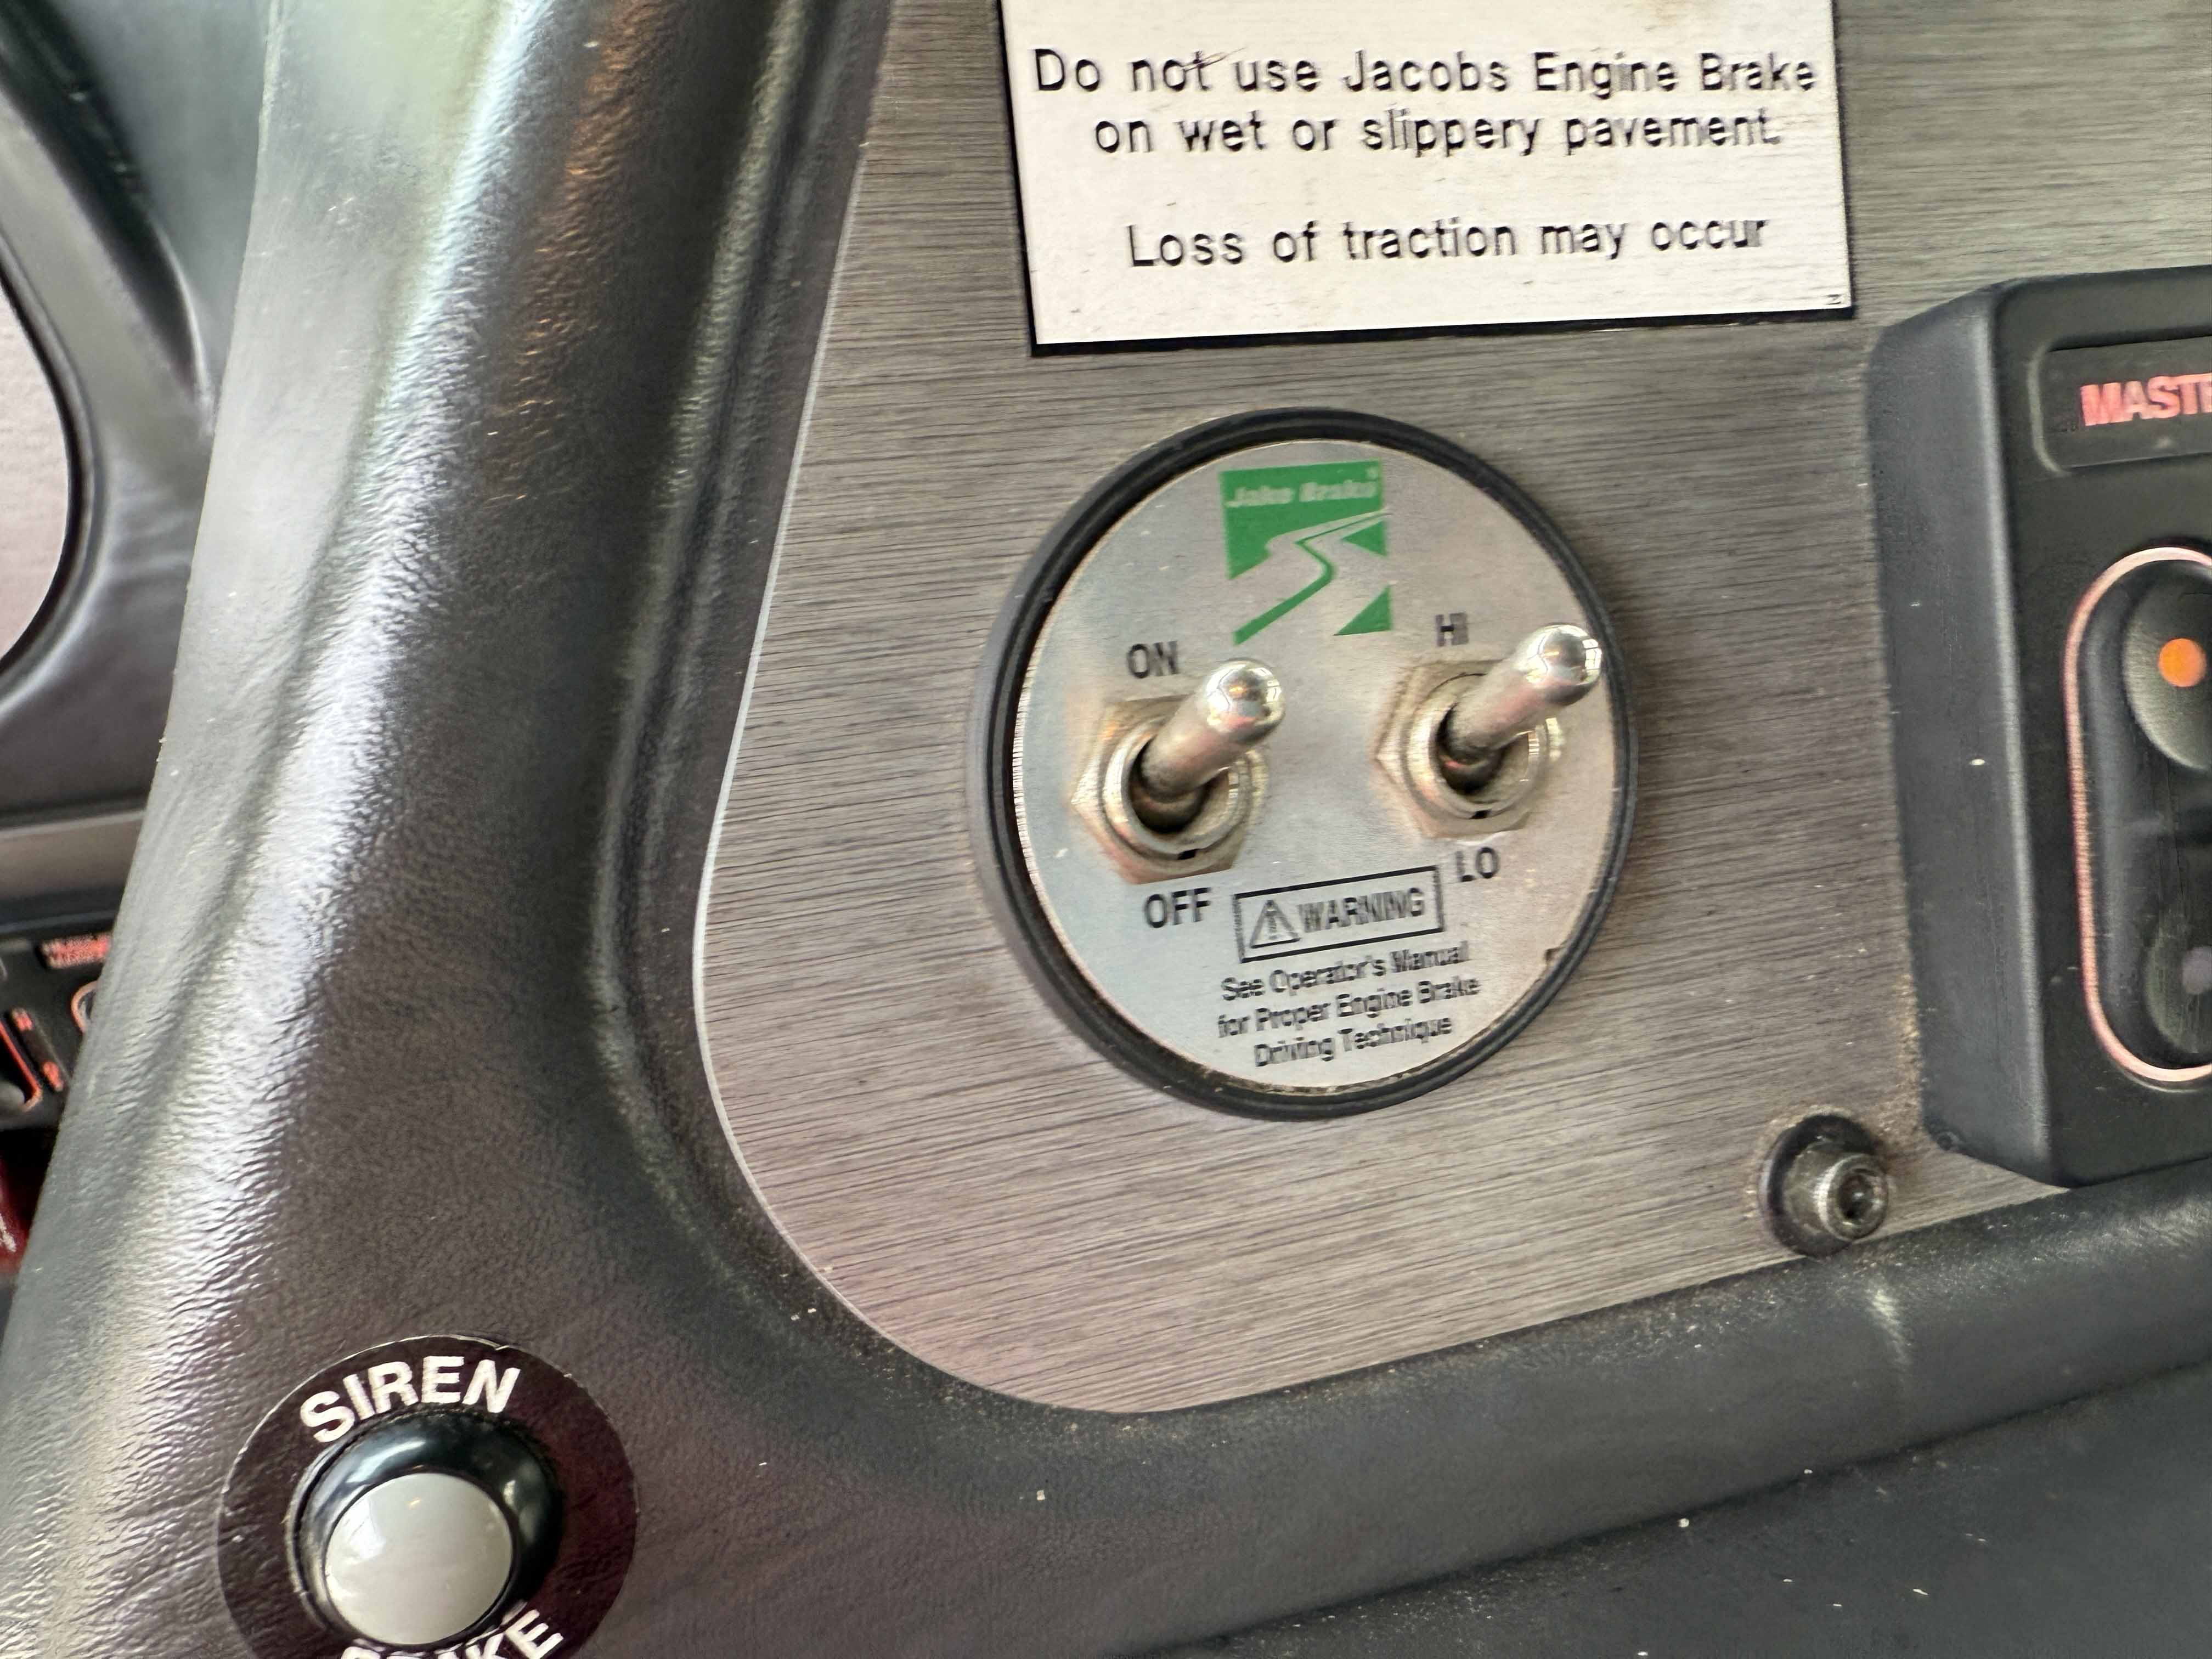 Do not use Jacobs Engine Brake
on wet or slippery pavement.
Loss of traction may occur
MASTE
Jake Brake®
ON
HI
OFF
LO
WARNING
See Operator's Manual
for Proper Engine Brake
Driving Technique
SIREN